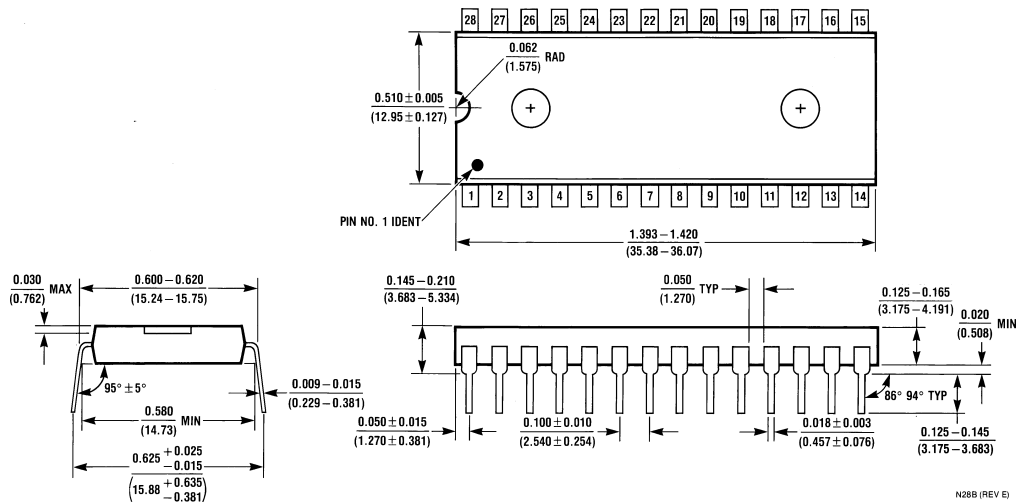 28 27 26 25 24 23 22 21 20 19 18 17 16 15
0.062
(1.575)
RAD
0.510 ± 0.005
(12.95 ± 0.127)
PIN NO. 1 IDENT
1 2 3 4 5 6 7 8 9 10 11 12 13 14
1.393 – 1.420
(35.38 – 36.07)
0.030
(0.762)
MAX
0.600 – 0.620
(15.24 – 15.75)
95° ± 5°
0.009 – 0.015
(0.229 – 0.381)
0.580
(14.73)
MIN
0.625 +0.025
-0.015
(15.88 +0.635
-0.381)
0.145 – 0.210
(3.683 – 5.334)
0.050
(1.270)
TYP
0.125 – 0.165
(3.175 – 4.191)
0.020
(0.508)
MIN
86° 94° TYP
0.050 ± 0.015
(1.270 ± 0.381)
0.100 ± 0.010
(2.540 ± 0.254)
0.018 ± 0.003
(0.457 ± 0.076)
0.125 – 0.145
(3.175 – 3.683)
N28B (REV E)